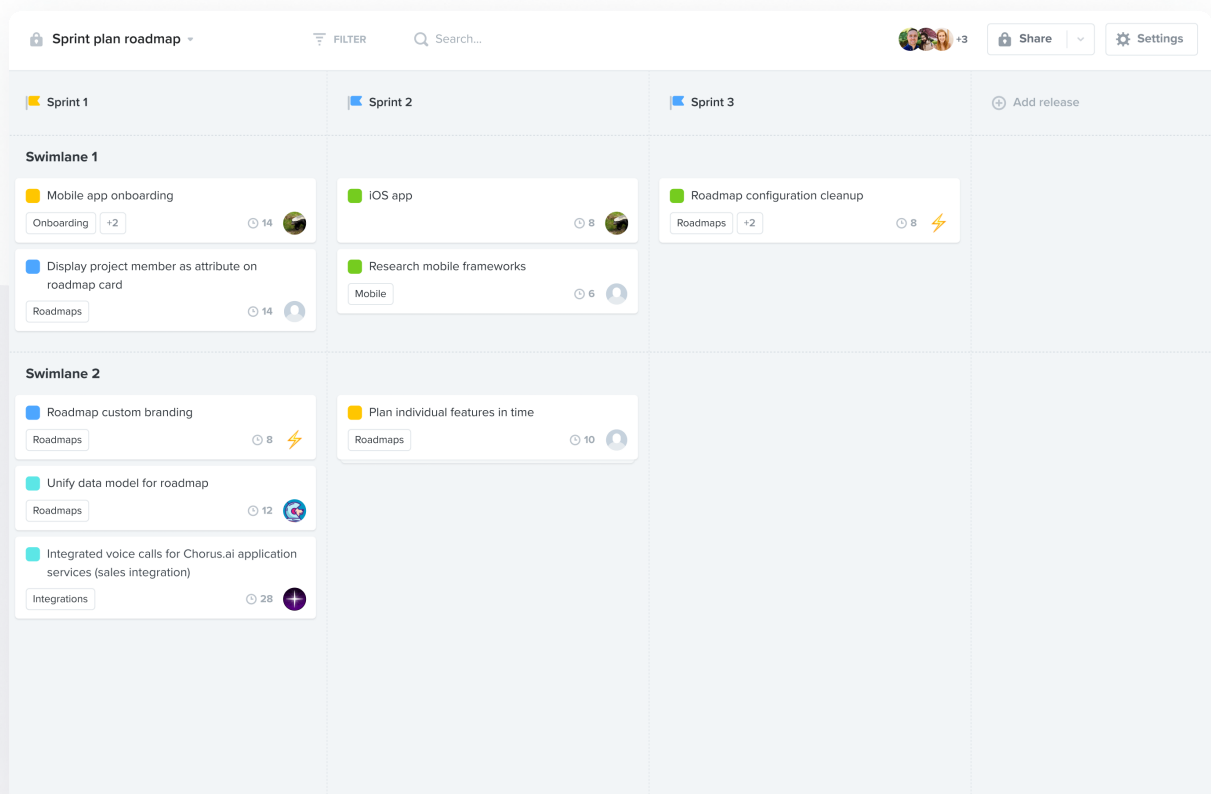 Sprint plan roadmap
FILTER
Search...
+3
Share
Settings
Sprint 1
Sprint 2
Sprint 3
Add release
Swimlane 1
Mobile app onboarding
Onboarding
+2
14
iOS app
8
Roadmap configuration cleanup
Roadmaps
+2
8
Display project member as attribute on
roadmap card
Roadmaps
14
Research mobile frameworks
Mobile
6
Swimlane 2
Roadmap custom branding
Roadmaps
8
Plan individual features in time
Roadmaps
10
Unify data model for roadmap
Roadmaps
12
Integrated voice calls for Chorus.ai application
services (sales integration)
Integrations
28